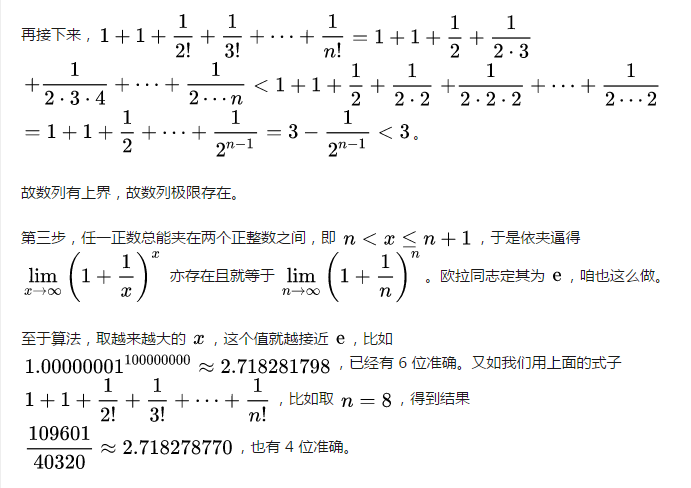 再接下来，$1+1+\frac{1}{2!}+\frac{1}{3!}+\cdots+\frac{1}{n!}=1+1+\frac{1}{2}+\frac{1}{2\cdot 3}$
$+\frac{1}{2\cdot 3\cdot 4}+\cdots+\frac{1}{2\cdots n}<1+1+\frac{1}{2}+\frac{1}{2\cdot 2}+\frac{1}{2\cdot 2\cdot 2}+\cdots+\frac{1}{2\cdots 2}$
$=1+1+\frac{1}{2}+\cdots+\frac{1}{2^{n-1}}=3-\frac{1}{2^{n-1}}<3$。
故数列有上界，故数列极限存在。
第三步，任一正数总能夹在两个正整数之间，即 $n<x\leq n+1$，于是依夹逼得
$\lim_{x\to\infty}\left(1+\frac{1}{x}\right)^{x}$ 亦存在且就等于 $\lim_{n\to\infty}\left(1+\frac{1}{n}\right)^{n}$。欧拉同志定其为 e，咱也这么做。
至于算法，取越来越大的 $x$，这个值就越接近 e，比如
$1.00000001^{100000000}\approx 2.718281798$，已经有 6 位准确。又如我们用上面的式子
$1+1+\frac{1}{2!}+\frac{1}{3!}+\cdots+\frac{1}{n!}$，比如取 $n=8$，得到结果
$\frac{109601}{40320}\approx 2.718278770$，也有 4 位准确。